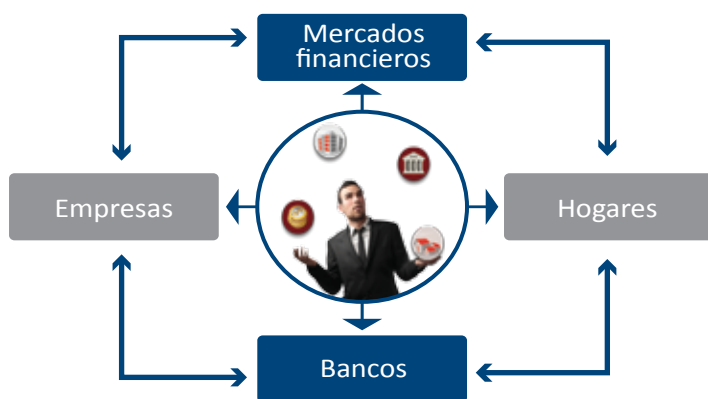 Mercados
financieros
Empresas
Hogares
Bancos